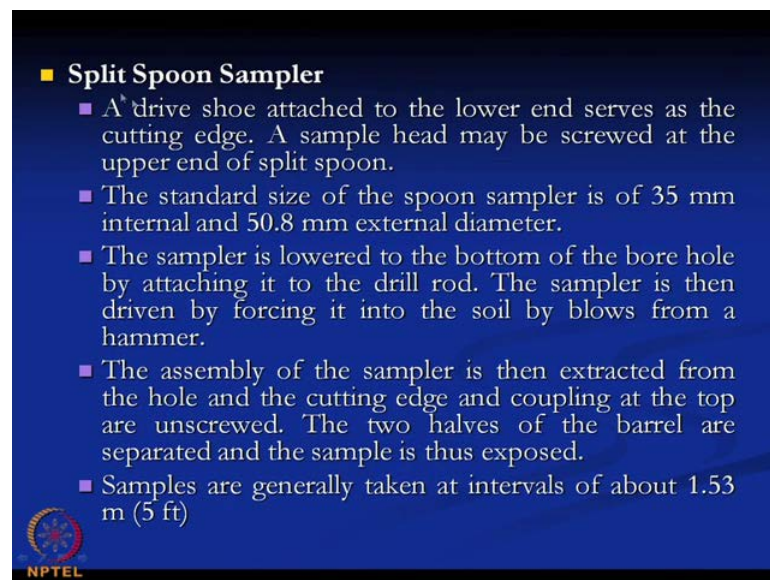 Split Spoon Sampler
A drive shoe attached to the lower end serves as the
cutting edge. A sample head may be screwed at the
upper end of split spoon.
The standard size of the spoon sampler is of 35 mm
internal and 50.8 mm external diameter.
The sampler is lowered to the bottom of the bore hole
by attaching it to the drill rod. The sampler is then
driven by forcing it into the soil by blows from a
hammer.
The assembly of the sampler is then extracted from
the hole and the cutting edge and coupling at the top
are unscrewed. The two halves of the barrel are
separated and the sample is thus exposed.
Samples are generally taken at intervals of about 1.53
m (5 ft)
NPTEL